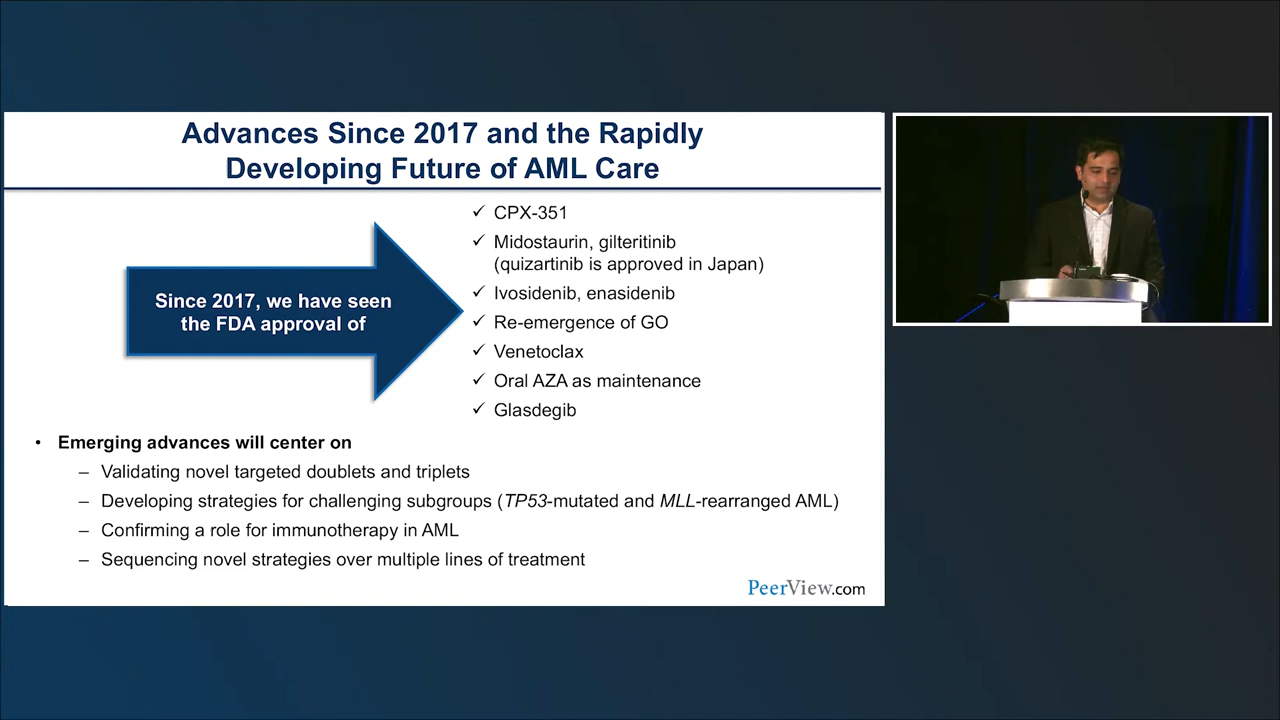 Advances Since 2017 and the Rapidly
Developing Future of AML Care
Since 2017, we have seen
the FDA approval of
✓ CPX-351
✓ Midostaurin, gilteritinib
(quizartinib is approved in Japan)
✓ Ivosidenib, enasidenib
✓ Re-emergence of GO
✓ Venetoclax
✓ Oral AZA as maintenance
✓ Glasdegib
• Emerging advances will center on
– Validating novel targeted doublets and triplets
– Developing strategies for challenging subgroups (TP53-mutated and MLL-rearranged AML)
– Confirming a role for immunotherapy in AML
– Sequencing novel strategies over multiple lines of treatment
PeerView.com